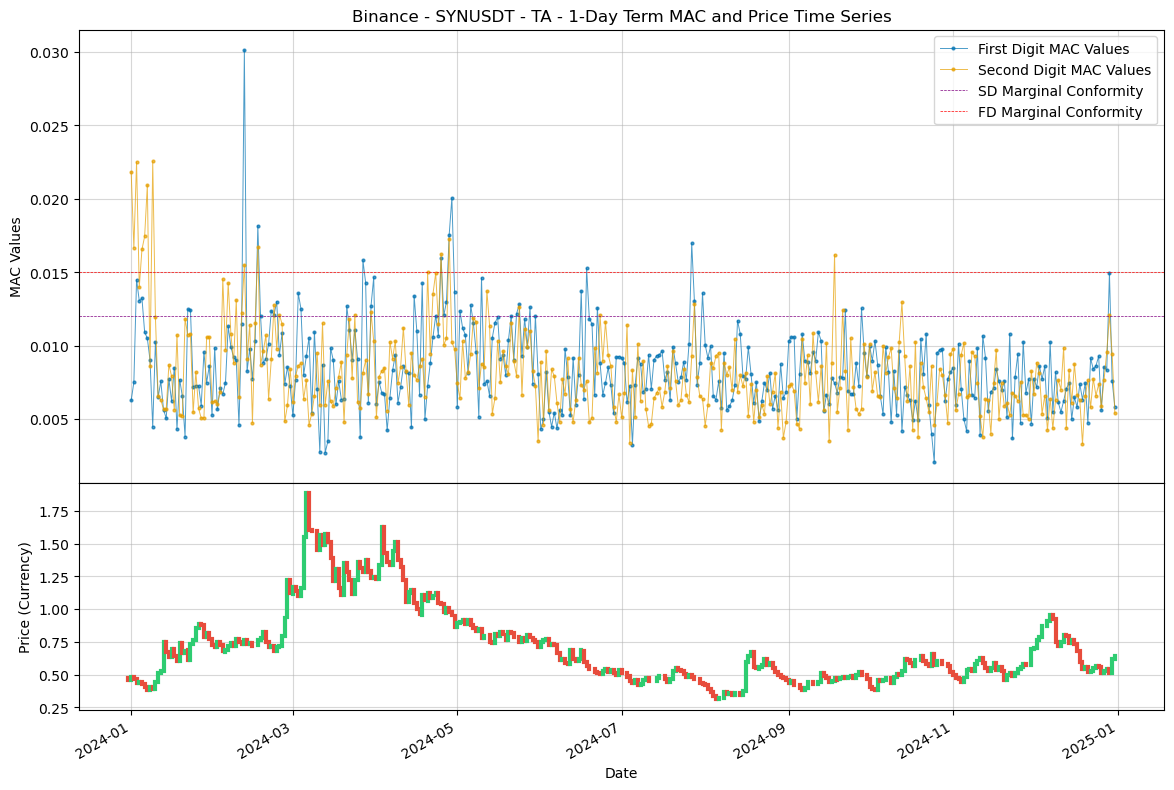 Binance - SYNUSDT - TA - 1-Day Term MAC and Price Time Series
First Digit MAC Values
Second Digit MAC Values
SD Marginal Conformity
FD Marginal Conformity
MAC Values
0.030
0.025
0.020
0.015
0.010
0.005
Price (Currency)
1.75
1.50
1.25
1.00
0.75
0.50
0.25
2024-01
2024-03
2024-05
2024-07
2024-09
2024-11
2025-01
Date